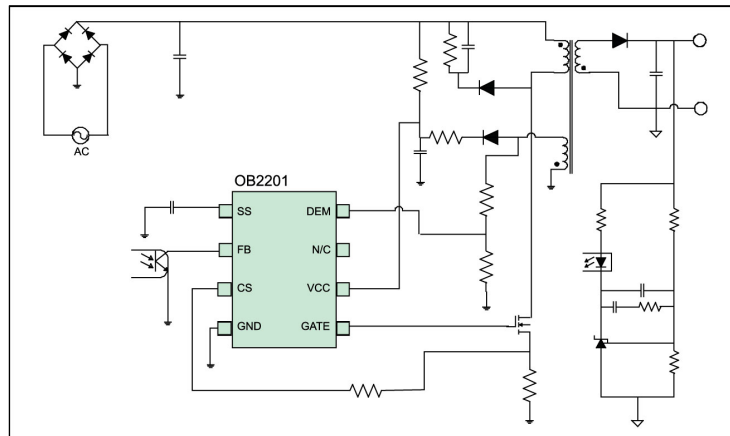 AC
OB2201
SS
DEM
FB
N/C
CS
VCC
GND
GATE